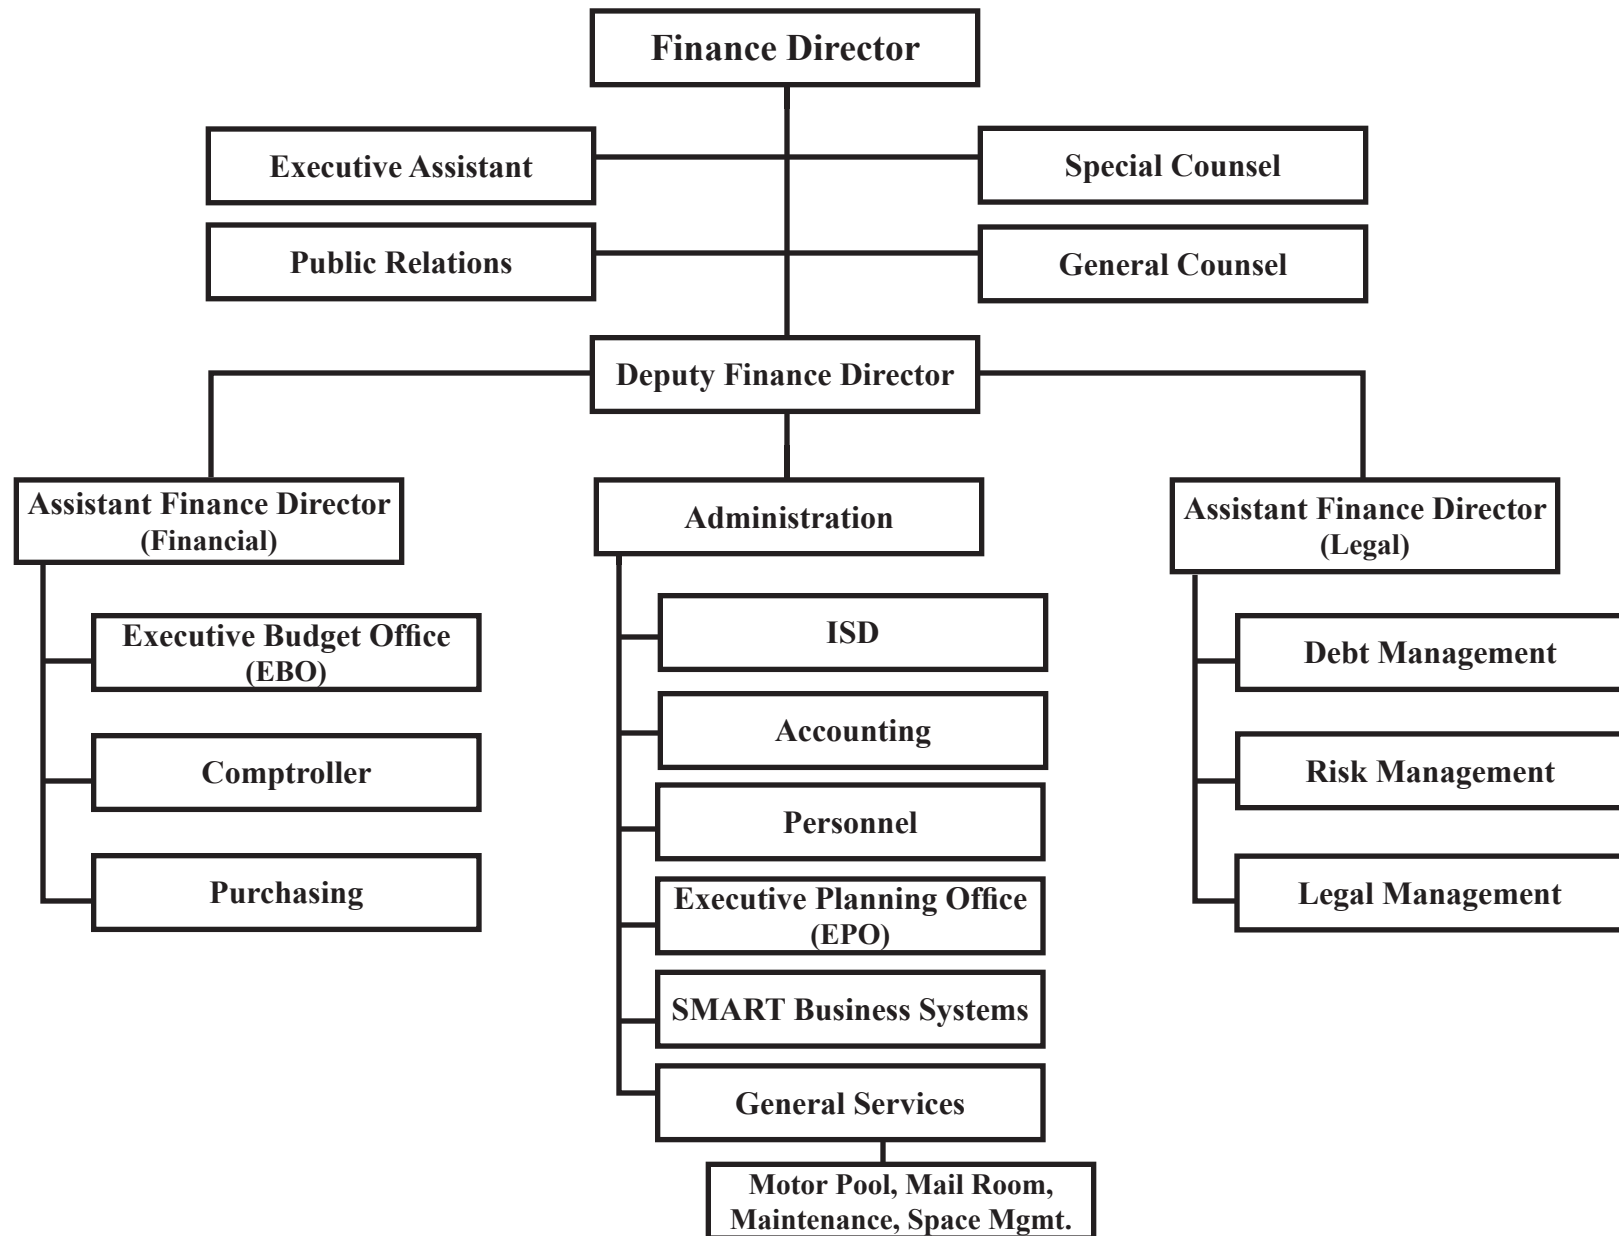 Finance Director
Executive Assistant
Special Counsel
Public Relations
General Counsel
Deputy Finance Director
Assistant Finance Director
(Financial)
Executive Budget Office
(EBO)
Comptroller
Purchasing
Administration
ISD
Accounting
Personnel
Executive Planning Office
(EPO)
SMART Business Systems
General Services
Motor Pool, Mail Room,
Maintenance, Space Mgmt.
Assistant Finance Director
(Legal)
Debt Management
Risk Management
Legal Management